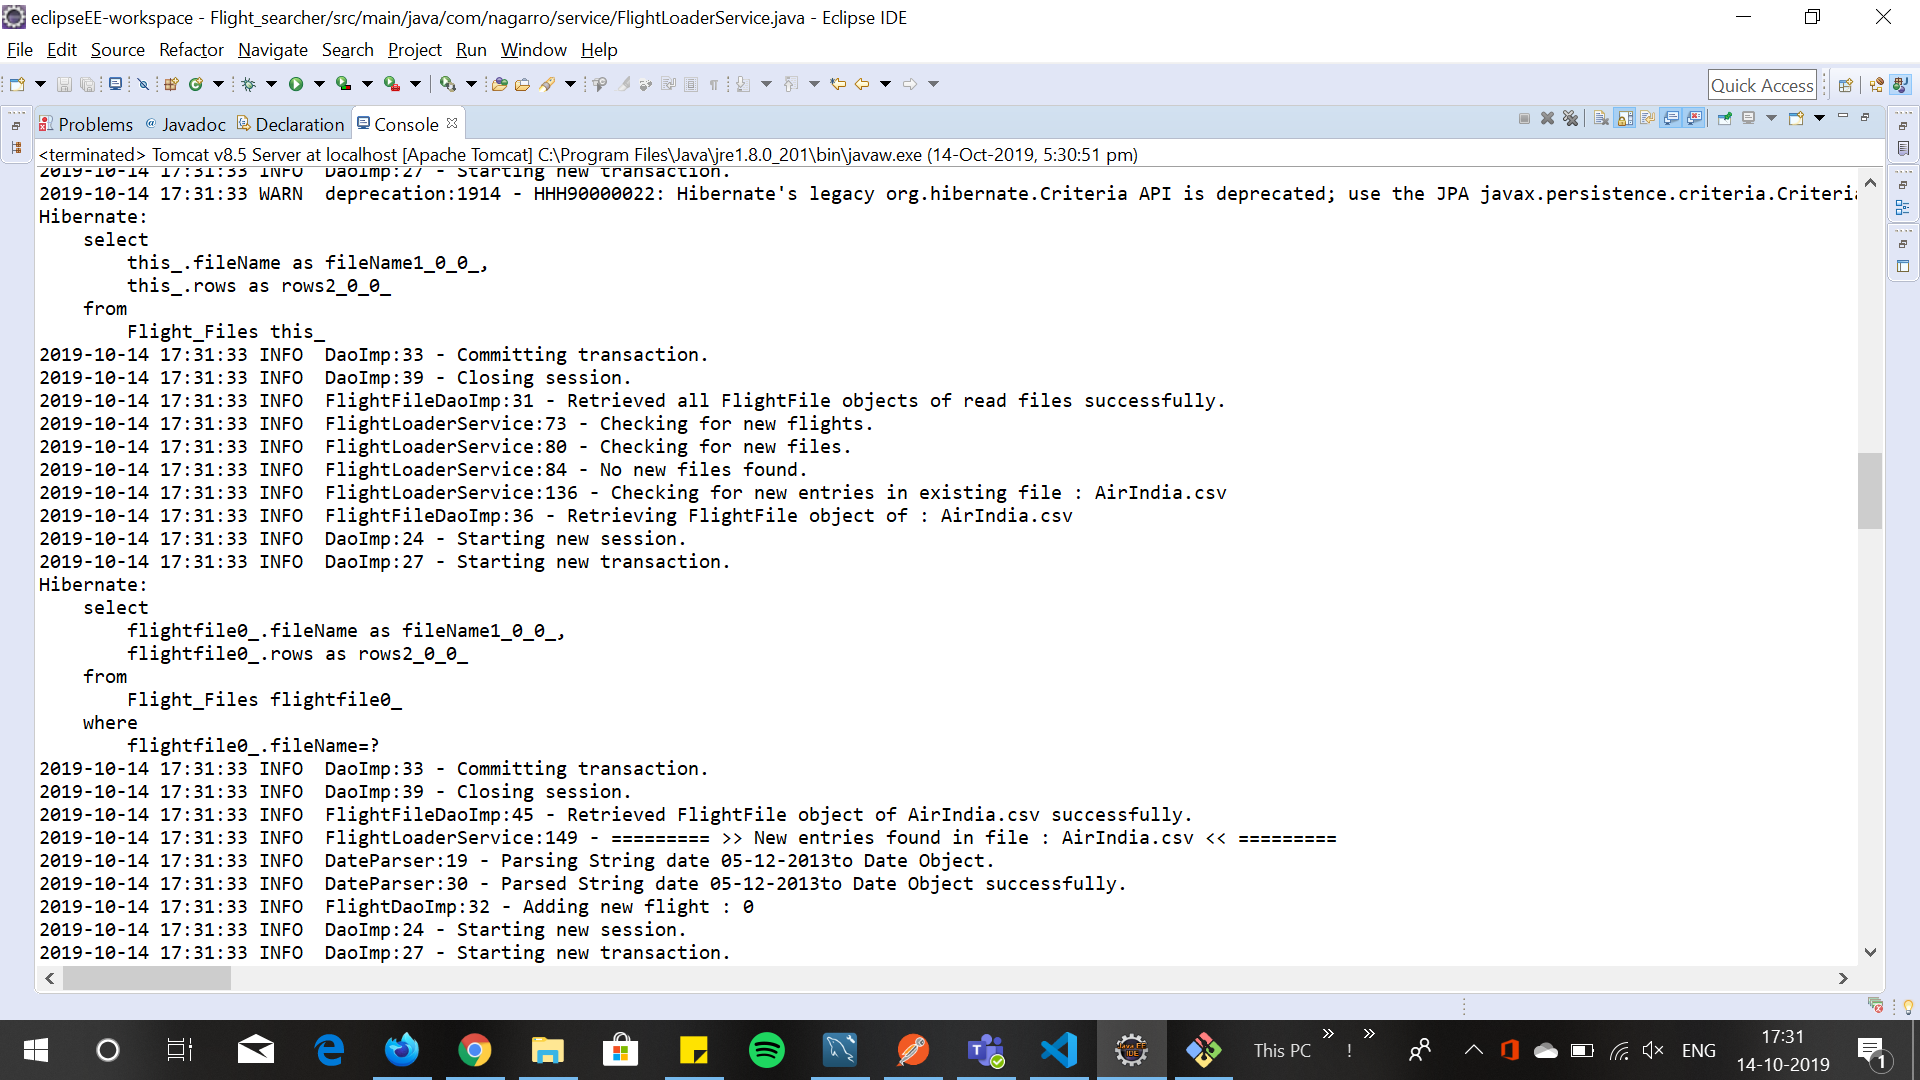 eclipseEE-workspace - Flight_searcher/src/main/java/com/nagarro/service/FlightLoaderService.java - Eclipse IDE
File Edit Source Refactor Navigate Search Project Run Window Help
Quick Access
Problems @ Javadoc Declaration Console
<terminated> Tomcat v8.5 Server at localhost [Apache Tomcat] C:\Program Files\Java\jre1.8.0_201\bin\javaw.exe (14-Oct-2019, 5:30:51 pm)
2019-10-14 17:31:33 INFO  DaoImp:27 - Starting new transaction.
2019-10-14 17:31:33 WARN  deprecation:1914 - HHH90000022: Hibernate's legacy org.hibernate.Criteria API is deprecated; use the JPA javax.persistence.criteria.Criteria
Hibernate:
    select
        this_.fileName as fileName1_0_0_,
        this_.rows as rows2_0_0_
    from
        Flight_Files this_
2019-10-14 17:31:33 INFO  DaoImp:33 - Committing transaction.
2019-10-14 17:31:33 INFO  DaoImp:39 - Closing session.
2019-10-14 17:31:33 INFO  FlightFileDaoImp:31 - Retrieved all FlightFile objects of read files successfully.
2019-10-14 17:31:33 INFO  FlightLoaderService:73 - Checking for new flights.
2019-10-14 17:31:33 INFO  FlightLoaderService:80 - Checking for new files.
2019-10-14 17:31:33 INFO  FlightLoaderService:84 - No new files found.
2019-10-14 17:31:33 INFO  FlightLoaderService:136 - Checking for new entries in existing file : AirIndia.csv
2019-10-14 17:31:33 INFO  FlightFileDaoImp:36 - Retrieving FlightFile object of : AirIndia.csv
2019-10-14 17:31:33 INFO  DaoImp:24 - Starting new session.
2019-10-14 17:31:33 INFO  DaoImp:27 - Starting new transaction.
Hibernate:
    select
        flightfile0_.fileName as fileName1_0_0_,
        flightfile0_.rows as rows2_0_0_
    from
        Flight_Files flightfile0_
    where
        flightfile0_.fileName=?
2019-10-14 17:31:33 INFO  DaoImp:33 - Committing transaction.
2019-10-14 17:31:33 INFO  DaoImp:39 - Closing session.
2019-10-14 17:31:33 INFO  FlightFileDaoImp:45 - Retrieved FlightFile object of AirIndia.csv successfully.
2019-10-14 17:31:33 INFO  FlightLoaderService:149 - ========= >> New entries found in file : AirIndia.csv << =========
2019-10-14 17:31:33 INFO  DateParser:19 - Parsing String date 05-12-2013to Date Object.
2019-10-14 17:31:33 INFO  DateParser:30 - Parsed String date 05-12-2013to Date Object successfully.
2019-10-14 17:31:33 INFO  FlightDaoImp:32 - Adding new flight : 0
2019-10-14 17:31:33 INFO  DaoImp:24 - Starting new session.
2019-10-14 17:31:33 INFO  DaoImp:27 - Starting new transaction.
This PC » ! » ENG 17:31
14-10-2019 1